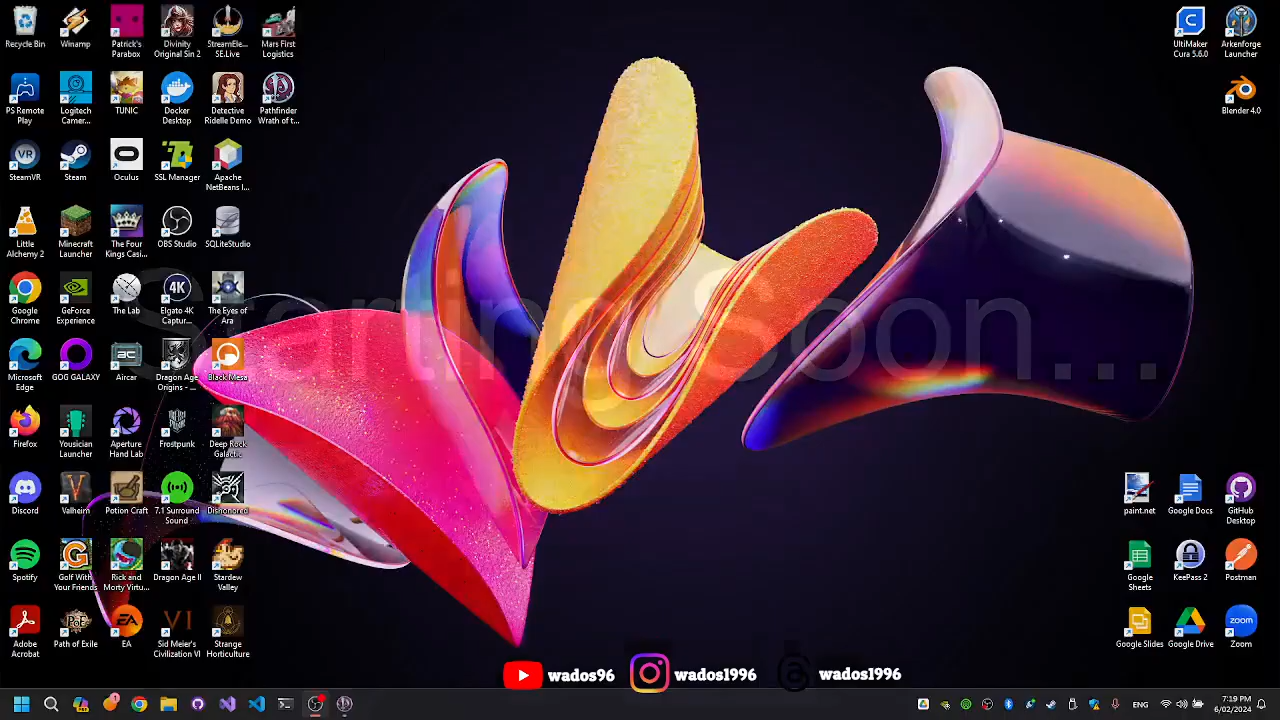 Recycle Bin
Winamp
Patrick's
Parabox
Divinity
Original Sin 2
StreamEle...
SE.Live
Mars First
Logistics
UltiMaker
Cura 5.6.0
Arkenforge
Launcher
PS Remote
Play
Logitech
Camer...
TUNIC
Docker
Desktop
Detective
Ridelle Demo
Pathfinder
Wrath of t...
Blender 4.0
SteamVR
Steam
Oculus
SSL Manager
Apache
NetBeans I...
Little
Alchemy 2
Minecraft
Launcher
The Four
Kings Casi...
OBS Studio
SQLiteStudio
Google
Chrome
GeForce
Experience
The Lab
Elgato 4K
Captur...
The Eyes of
Ara
Starting Soon...
Microsoft
Edge
GOG GALAXY
Aircar
Dragon Age
Origins - ...
Black Mesa
Firefox
Yousician
Launcher
Aperture
Hand Lab
Frostpunk
Deep Rock
Galactic
Discord
Valheim
Potion Craft
7.1 Surround
Sound
Dishonored
paint.net
Google Docs
GitHub
Desktop
Spotify
Golf With
Your Friends
Rick and
Morty Virtu...
Dragon Age II
Stardew
Valley
Google
Sheets
KeePass 2
Postman
Adobe
Acrobat
Path of Exile
EA
Sid Meier's
Civilization VI
Strange
Horticulture
Google Slides
Google Drive
Zoom
wados96
wados1996
wados1996
ENG
7:19 PM
6/02/2024